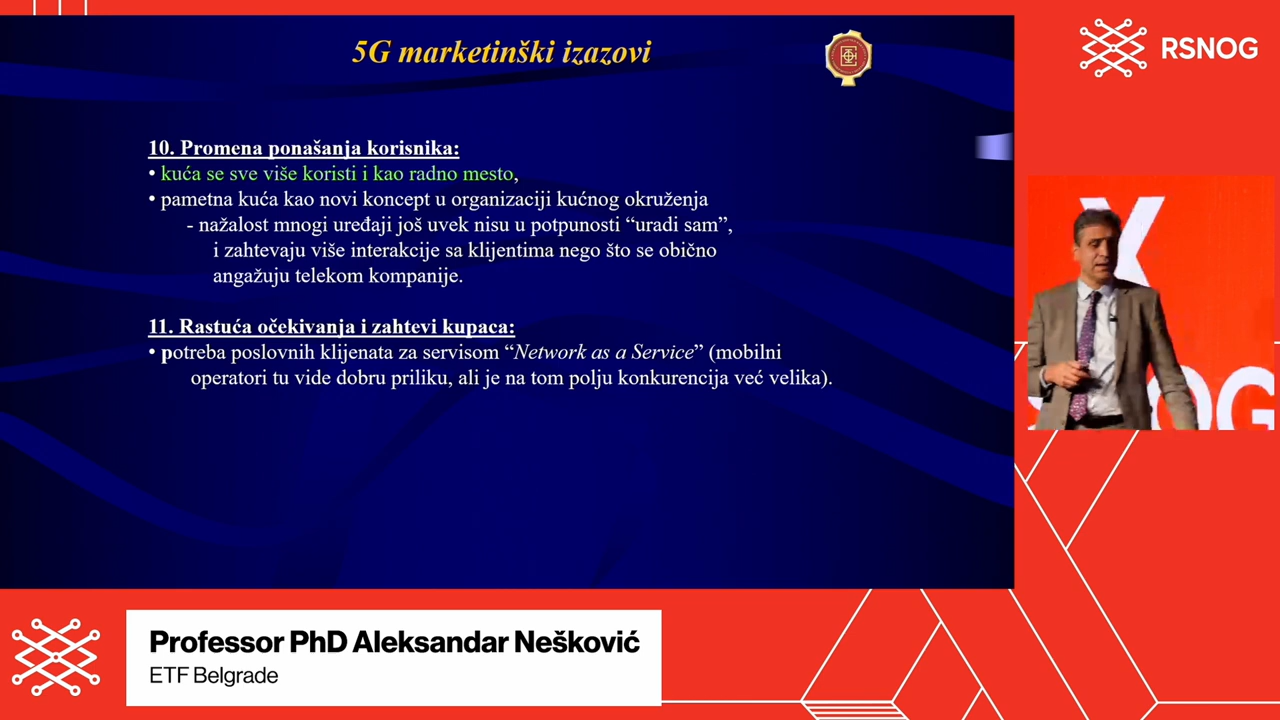 5G marketinški izazovi
RSNOG
10. Promena ponašanja korisnika:
• kuća se sve više koristi i kao radno mesto,
• pametna kuća kao novi koncept u organizaciji kućnog okruženja
- nažalost mnogi uređaji još uvek nisu u potpunosti “uradi sam”,
i zahtevaju više interakcije sa klijentima nego što se obično
angažuju telekom kompanije.
11. Rastuća očekivanja i zahtevi kupaca:
• potreba poslovnih klijenata za servisom “Network as a Service” (mobilni
operatori tu vide dobru priliku, ali je na tom polju konkurencija već velika).
X
OG
Professor PhD Aleksandar Nešković
ETF Belgrade